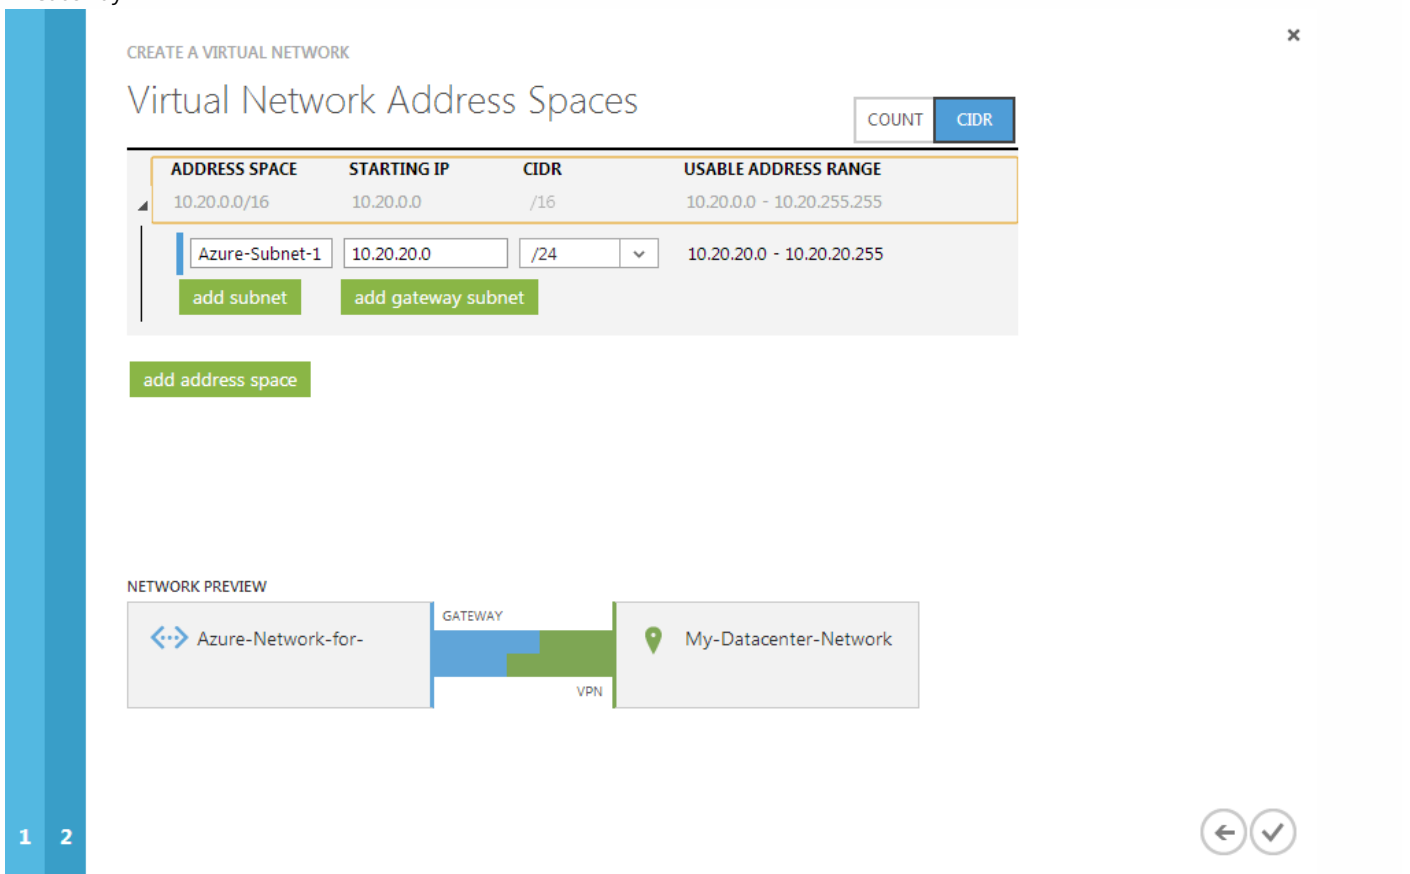 CREATE A VIRTUAL NETWORK
Virtual Network Address Spaces
COUNT CIDR
ADDRESS SPACE STARTING IP CIDR USABLE ADDRESS RANGE
10.20.0.0/16 10.20.0.0 /16 10.20.0.0 - 10.20.255.255
Azure-Subnet-1 10.20.20.0 /24 10.20.20.0 - 10.20.20.255
add subnet add gateway subnet
add address space
NETWORK PREVIEW
GATEWAY
Azure-Network-for- My-Datacenter-Network
VPN
1 2